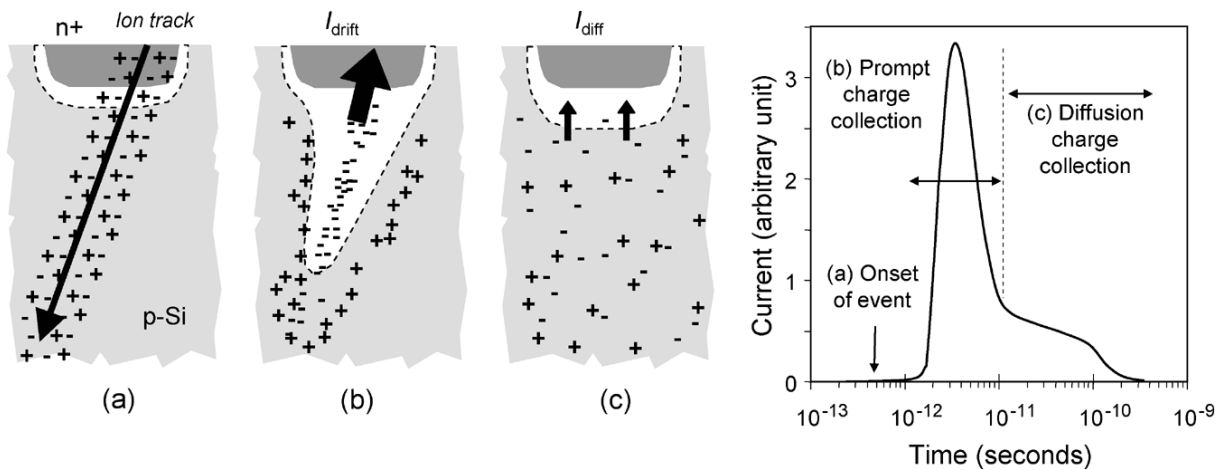 n+
Ion track
p-Si
(a)
I_drift
(b)
I_diff
(c)
Current (arbitrary unit)
3
2
1
0
(b) Prompt
charge
collection
(c) Diffusion
charge
collection
(a) Onset
of event
10⁻¹³
10⁻¹²
10⁻¹¹
10⁻¹⁰
10⁻⁹
Time (seconds)